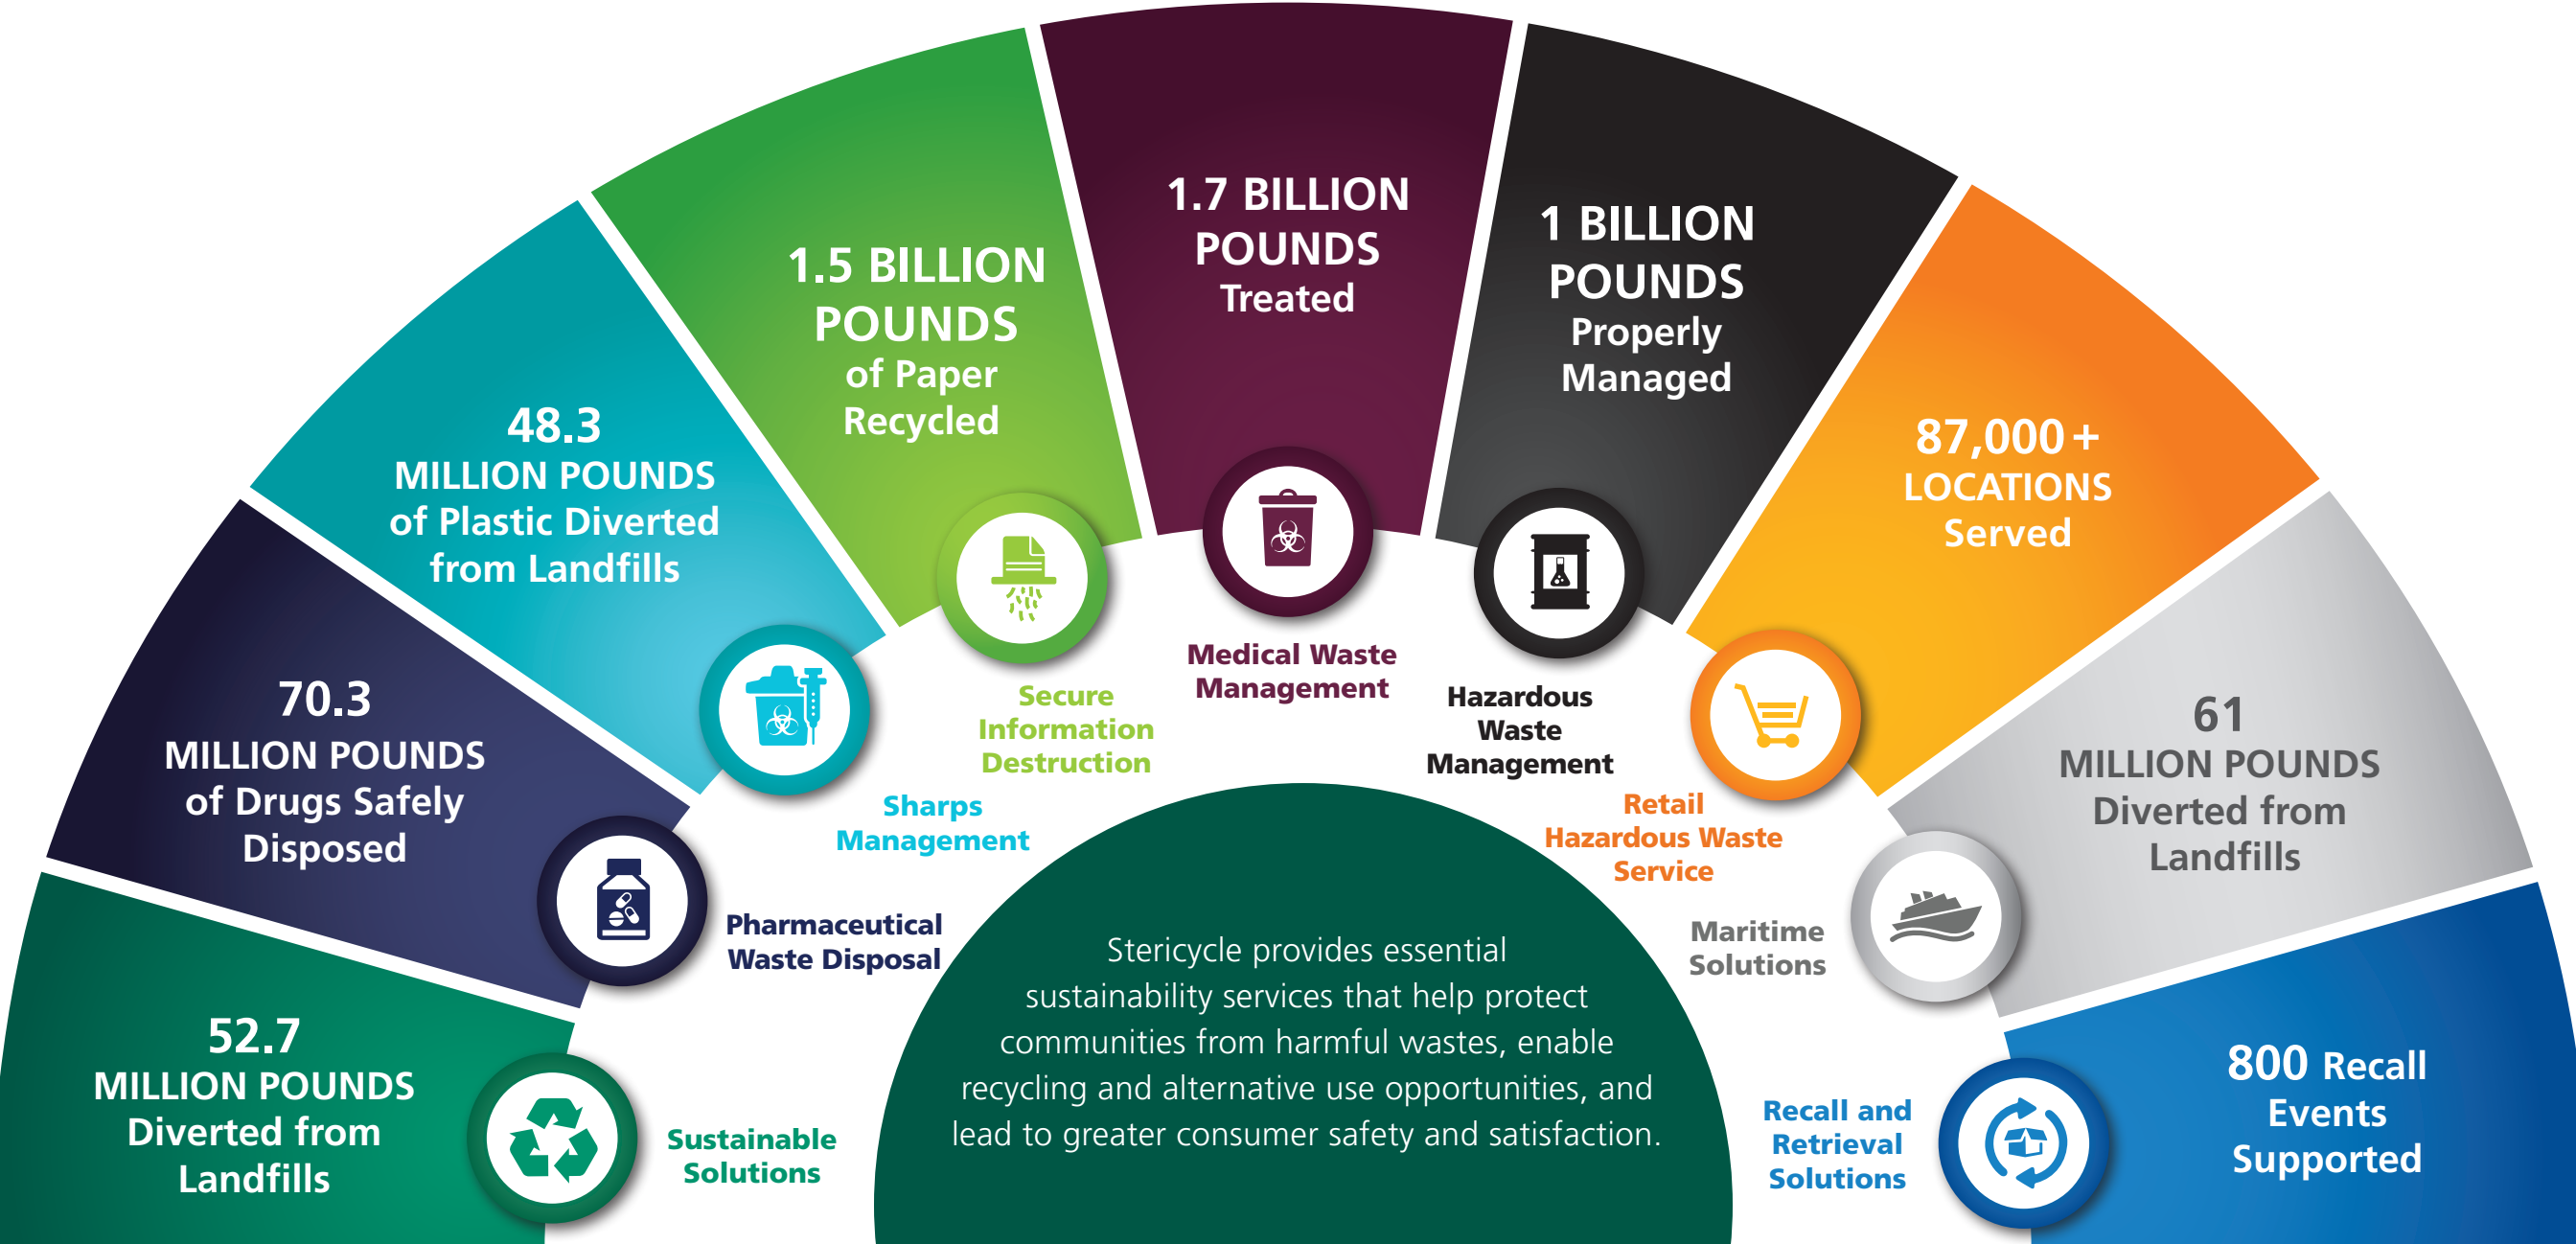 52.7
MILLION POUNDS
Diverted from
Landfills
Sustainable
Solutions
70.3
MILLION POUNDS
of Drugs Safely
Disposed
Pharmaceutical
Waste Disposal
48.3
MILLION POUNDS
of Plastic Diverted
from Landfills
Sharps
Management
1.5 BILLION
POUNDS
of Paper
Recycled
Secure
Information
Destruction
1.7 BILLION
POUNDS
Treated
Medical Waste
Management
1 BILLION
POUNDS
Properly
Managed
Hazardous
Waste
Management
87,000+
LOCATIONS
Served
Retail
Hazardous Waste
Service
61
MILLION POUNDS
Diverted from
Landfills
Maritime
Solutions
800 Recall
Events
Supported
Recall and
Retrieval
Solutions
Stericycle provides essential
sustainability services that help protect
communities from harmful wastes, enable
recycling and alternative use opportunities, and
lead to greater consumer safety and satisfaction.